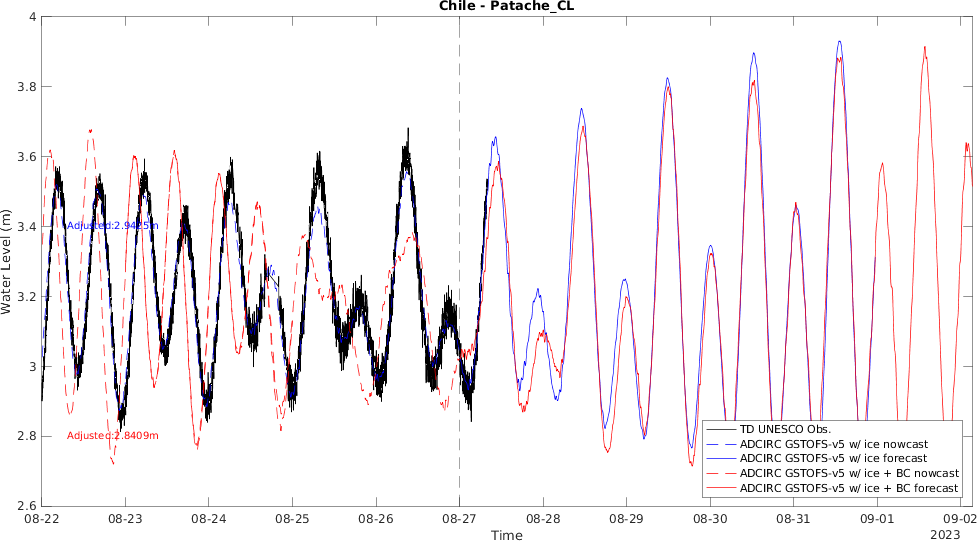 Chile - Patache_CL
Water Level (m)
4
3.8
3.6
3.4
3.2
3
2.8
2.6
Adjusted:2.9425m
Adjusted:2.8409m
TD UNESCO Obs.
ADCIRC GSTOFS-v5 w/ ice nowcast
ADCIRC GSTOFS-v5 w/ ice forecast
ADCIRC GSTOFS-v5 w/ ice + BC nowcast
ADCIRC GSTOFS-v5 w/ ice + BC forecast
08-22 08-23 08-24 08-25 08-26 08-27 08-28 08-29 08-30 08-31 09-01 09-02
2023
Time